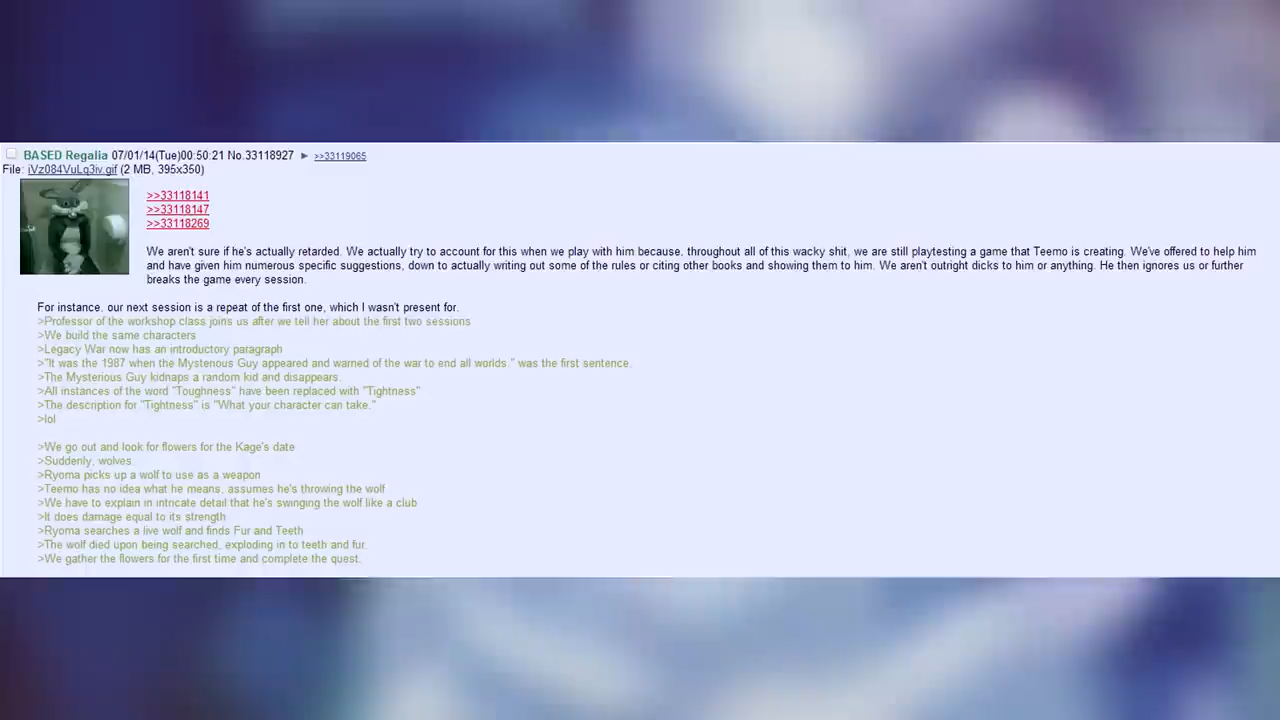 BASED Regalia 07/01/14(Tue)00:50:21 No.33118927 ► >>33119065
File: iVz084VuLq3iv.gif (2 MB, 395x350)
>>33118141
>>33118147
>>33118269
We aren't sure if he's actually retarded. We actually try to account for this when we play with him because, throughout all of this wacky shit, we are still playtesting a game that Teemo is creating. We've offered to help him
and have given him numerous specific suggestions, down to actually writing out some of the rules or citing other books and showing them to him. We aren't outright dicks to him or anything. He then ignores us or further
breaks the game every session.
For instance, our next session is a repeat of the first one, which I wasn't present for.
>Professor of the workshop class joins us after we tell her about the first two sessions
>We build the same characters
>Legacy War now has an introductory paragraph
>"It was the 1987 when the Mysterious Guy appeared and warned of the war to end all worlds." was the first sentence.
>The Mysterious Guy kidnaps a random kid and disappears.
>All instances of the word "Toughness" have been replaced with "Tightness"
>The description for "Tightness" is "What your character can take."
>lol
>We go out and look for flowers for the Kage's date
>Suddenly, wolves.
>Ryoma picks up a wolf to use as a weapon
>Teemo has no idea what he means, assumes he's throwing the wolf
>We have to explain in intricate detail that he's swinging the wolf like a club
>It does damage equal to its strength
>Ryoma searches a live wolf and finds Fur and Teeth
>The wolf died upon being searched, exploding in to teeth and fur.
>We gather the flowers for the first time and complete the quest.